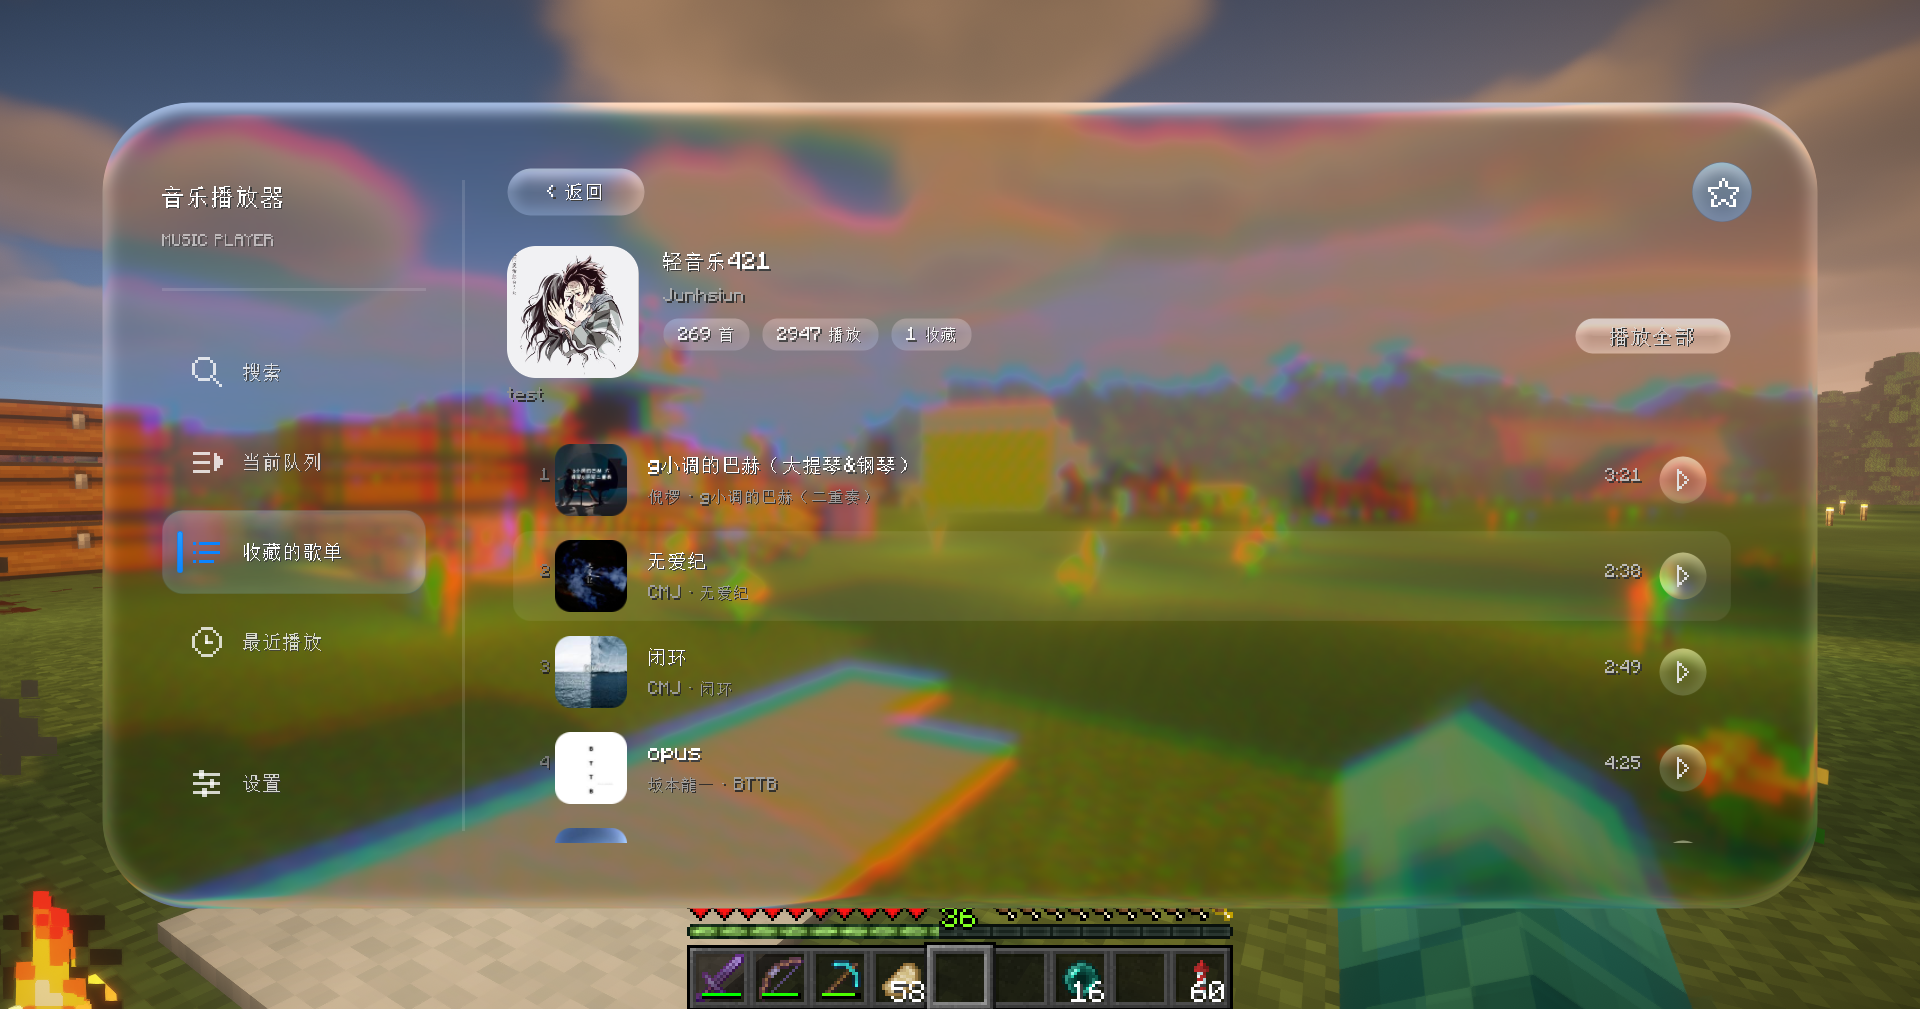 音乐播放器
MUSIC PLAYER
搜索
当前队列
收藏的歌单
最近播放
设置
返回
轻音乐421
Junhsiun
269 首
2947 播放
1 收藏
播放全部
test
1
g小调的巴赫（大提琴&钢琴）
倪椤 · g小调的巴赫（二重奏）
3:21
2
无爱纪
CMJ · 无爱纪
2:38
3
闭环
CMJ · 闭环
2:49
4
opus
坂本龍一 · BTTB
4:25
B
T
T
B
36
58
16
60